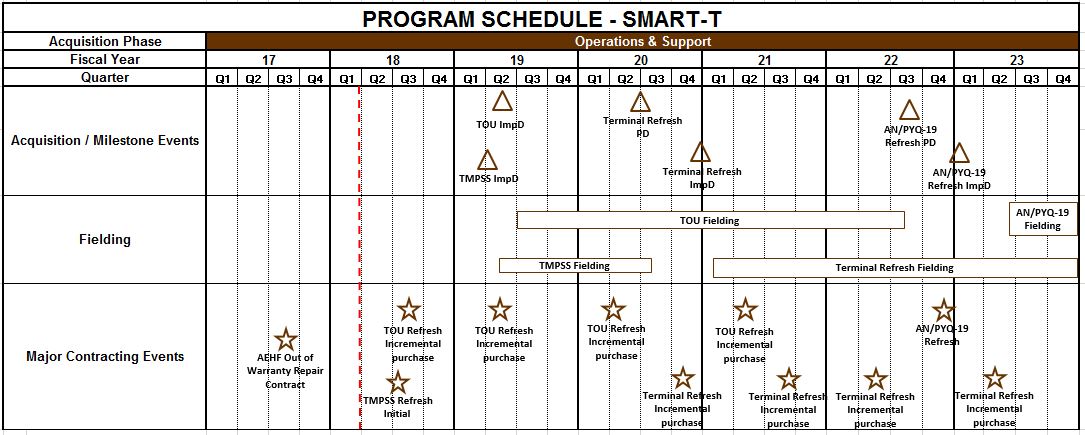 PROGRAM SCHEDULE - SMART-T
Acquisition Phase
Operations & Support
Fiscal Year
17 18 19 20 21 22 23
Quarter
Q1 Q2 Q3 Q4 Q1 Q2 Q3 Q4 Q1 Q2 Q3 Q4 Q1 Q2 Q3 Q4 Q1 Q2 Q3 Q4 Q1 Q2 Q3 Q4 Q1 Q2 Q3 Q4
Acquisition / Milestone Events
TOU ImpD
TMPSS ImpD
Terminal Refresh
PD
Terminal Refresh
ImpD
AN/PYQ-19
Refresh PD
AN/PYQ-19
Refresh ImpD
Fielding
TOU Fielding
AN/PYQ-19
Fielding
TMPSS Fielding
Terminal Refresh Fielding
Major Contracting Events
AEHF Out of
Warranty Repair
Contract
TOU Refresh
Incremental
purchase
TMPSS Refresh
Initial
TOU Refresh
Incremental
purchase
TOU Refresh
Incremental
purchase
Terminal Refresh
Incremental
purchase
TOU Refresh
Incremental
purchase
Terminal Refresh
Incremental
purchase
Terminal Refresh
Incremental
purchase
AN/PYQ-19
Refresh
Terminal Refresh
Incremental
purchase